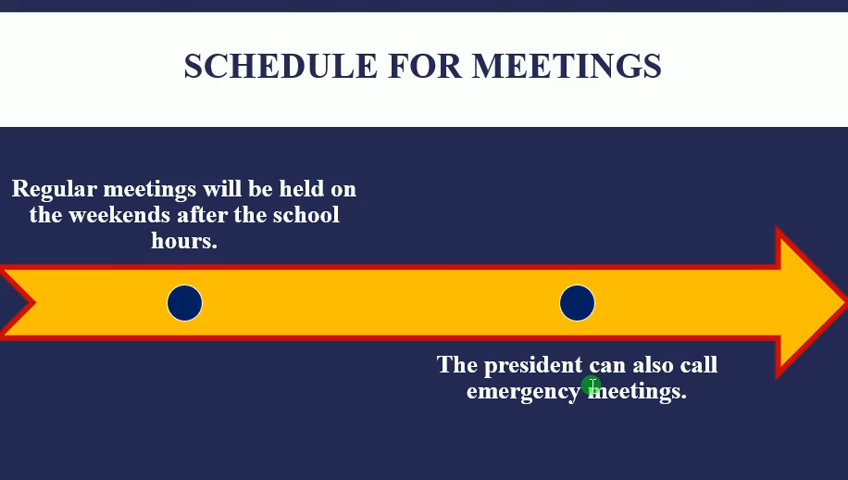 SCHEDULE FOR MEETINGS
Regular meetings will be held on
the weekends after the school
hours.
The president can also call
emergency meetings.